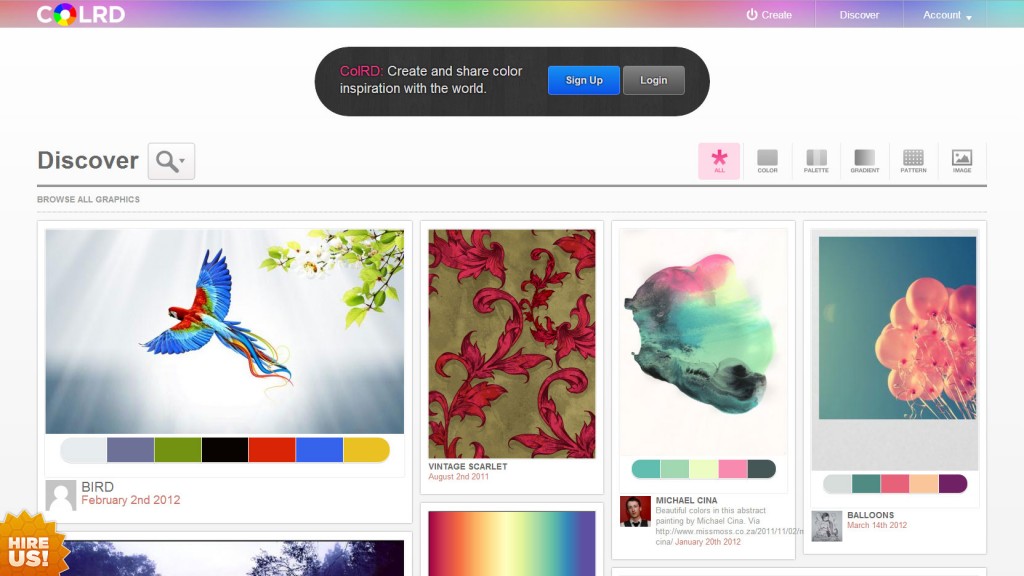 COLRD
Create
Discover
Account
ColRD: Create and share color
inspiration with the world.
Sign Up
Login
Discover
ALL
COLOR
PALETTE
GRADIENT
PATTERN
IMAGE
BROWSE ALL GRAPHICS
BIRD
February 2nd 2012
VINTAGE SCARLET
August 2nd 2011
MICHAEL CINA
Beautiful colors in this abstract
painting by Michael Cina. Via
http://www.missmoss.co.za/2011/11/02/m
cina/ January 20th 2012
BALLOONS
March 14th 2012
HIRE
US!